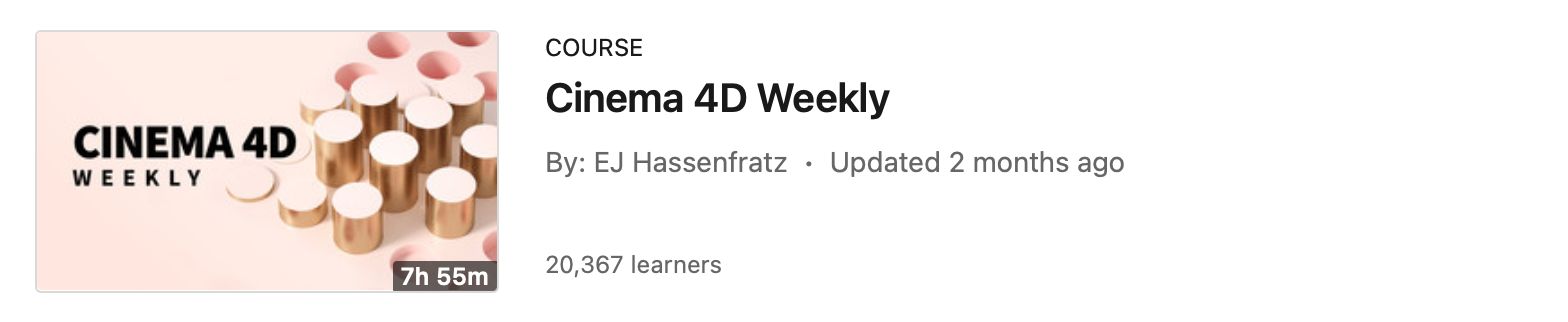 CINEMA 4D
WEEKLY
7h 55m
COURSE
Cinema 4D Weekly
By: EJ Hassenfratz · Updated 2 months ago
20,367 learners